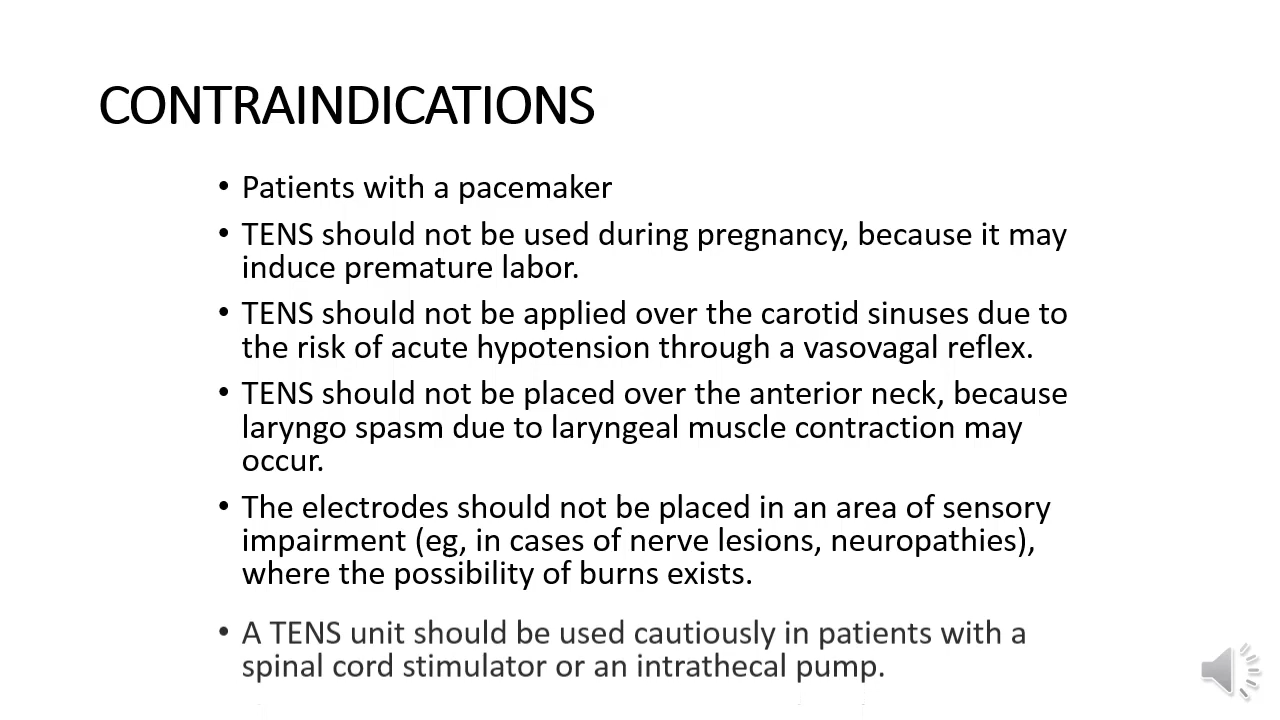 CONTRAINDICATIONS
• Patients with a pacemaker
• TENS should not be used during pregnancy, because it may
induce premature labor.
• TENS should not be applied over the carotid sinuses due to
the risk of acute hypotension through a vasovagal reflex.
• TENS should not be placed over the anterior neck, because
laryngo spasm due to laryngeal muscle contraction may
occur.
• The electrodes should not be placed in an area of sensory
impairment (eg, in cases of nerve lesions, neuropathies),
where the possibility of burns exists.
• A TENS unit should be used cautiously in patients with a
spinal cord stimulator or an intrathecal pump.